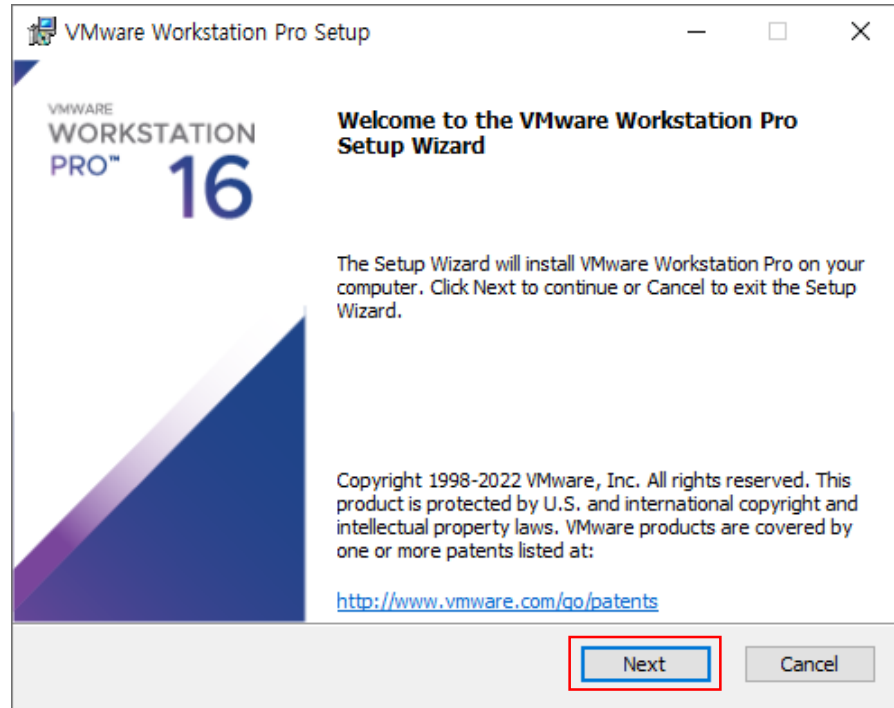 VMware Workstation Pro Setup
VMWARE
WORKSTATION
PRO™
16
Welcome to the VMware Workstation Pro
Setup Wizard
The Setup Wizard will install VMware Workstation Pro on your
computer. Click Next to continue or Cancel to exit the Setup
Wizard.
Copyright 1998-2022 VMware, Inc. All rights reserved. This
product is protected by U.S. and international copyright and
intellectual property laws. VMware products are covered by
one or more patents listed at:
http://www.vmware.com/go/patents
Next
Cancel